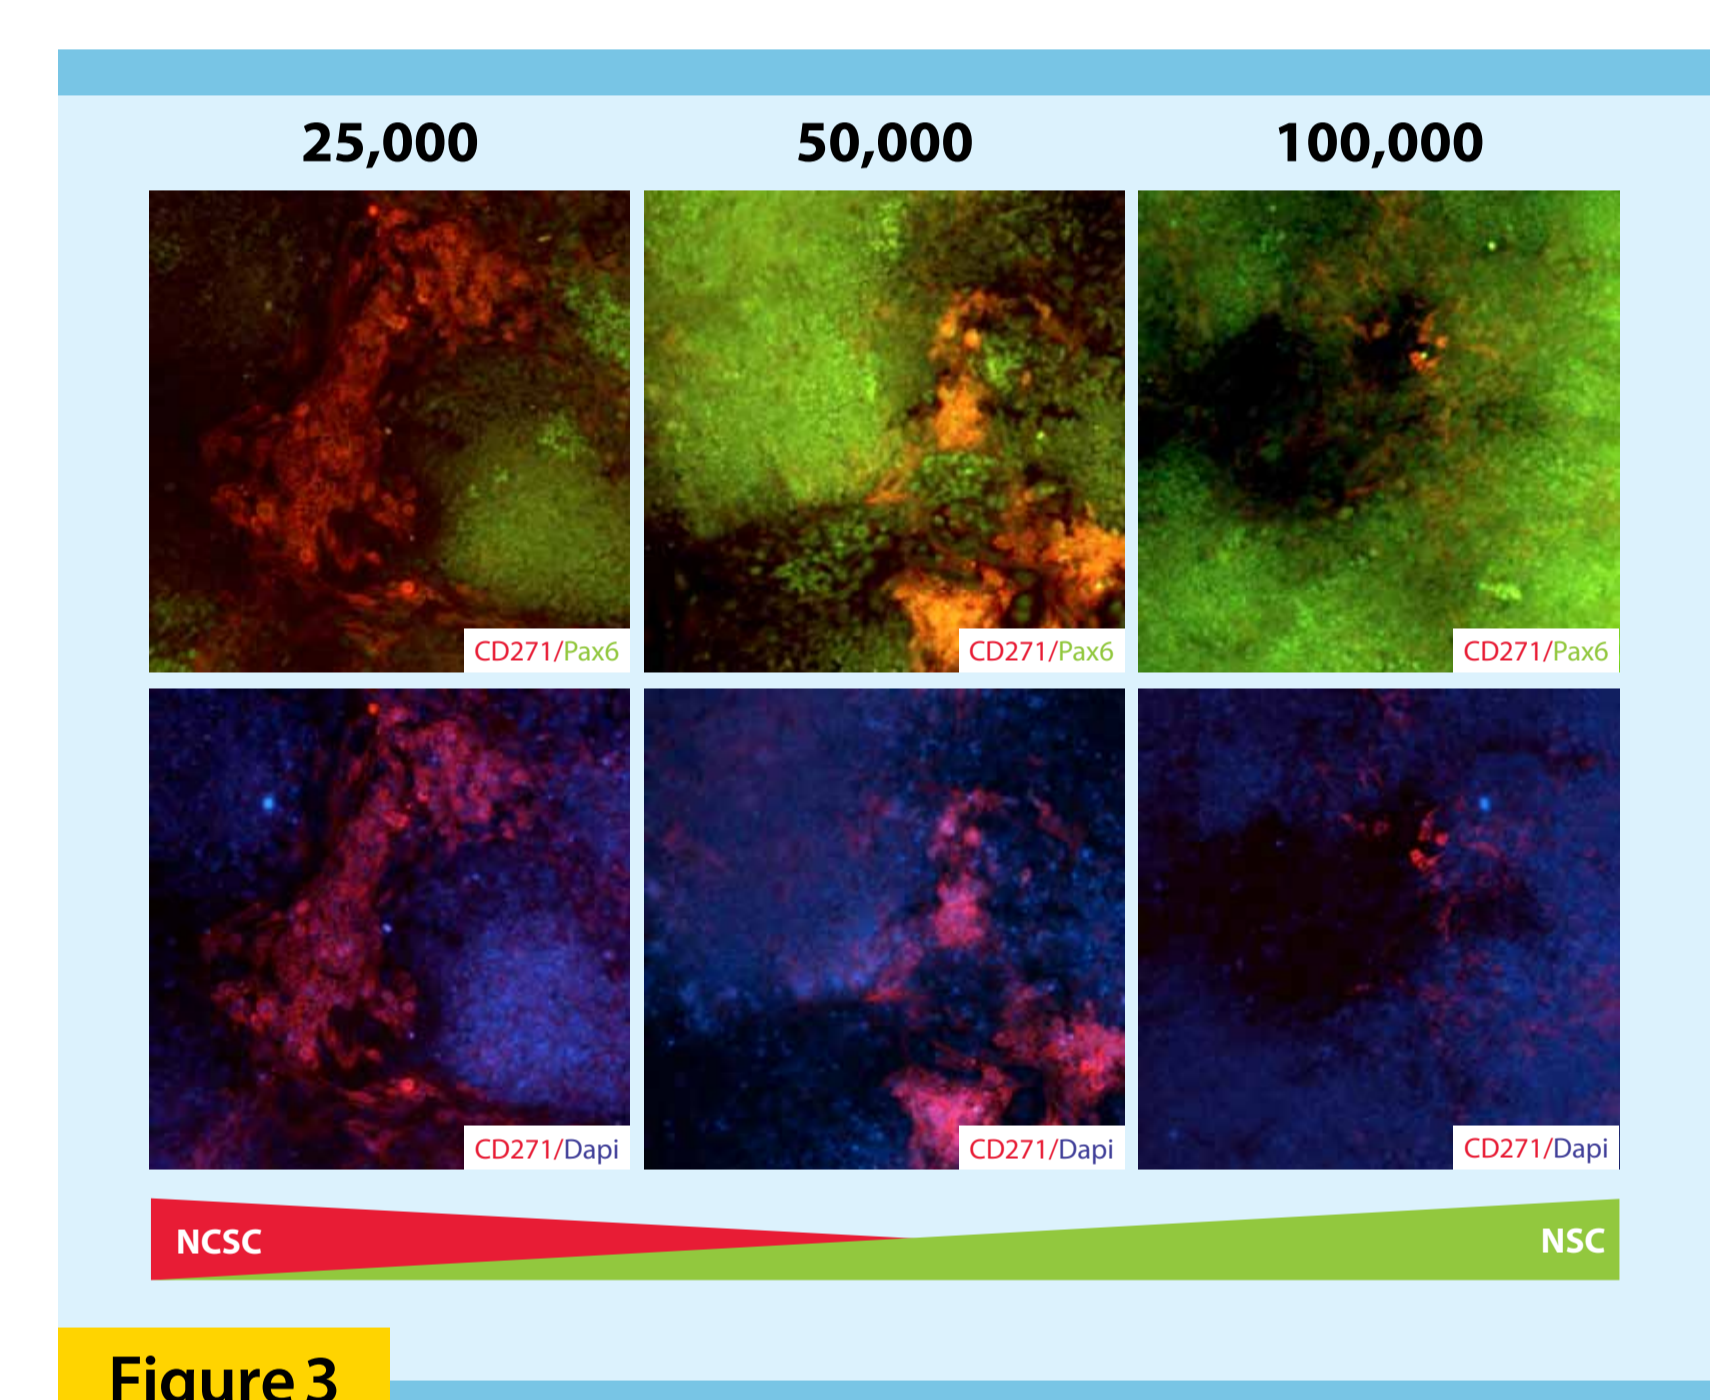 25,000 50,000 100,000
CD271/Pax6 CD271/Pax6 CD271/Pax6
CD271/Dapi CD271/Dapi CD271/Dapi
NCSC NSC
Figure 3